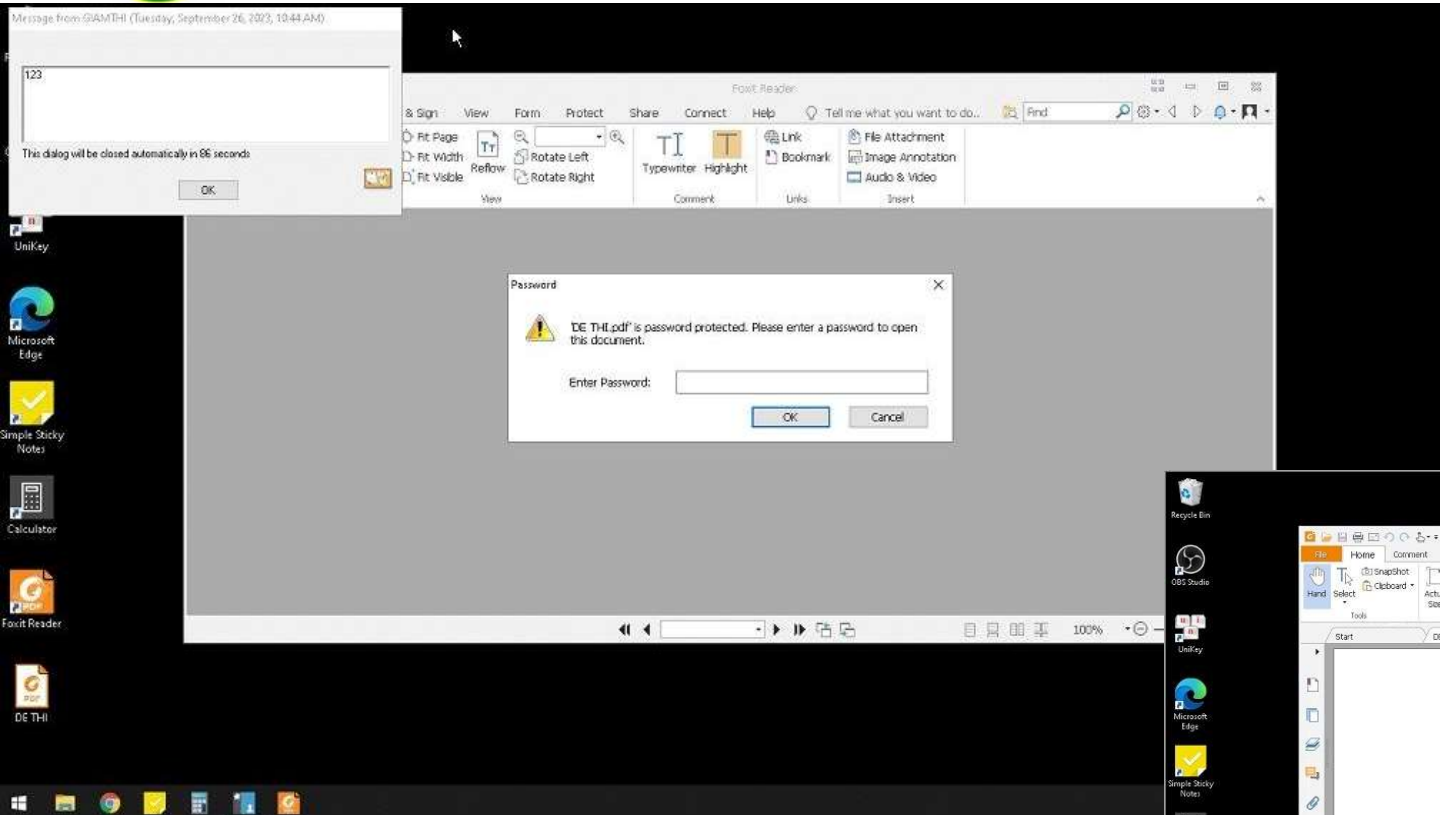 Message from GIAMTHI (Tuesday, September 26, 2023, 10:44 AM)
123
This dialog will be closed automatically in 86 seconds
OK
Foxit Reader
& Sign View Form Protect Share Connect Help Tell me what you want to do.. Find
Fit Page
Fit Width
Fit Visible
Reflow
Rotate Left
Rotate Right
View
Typewriter Highlight
Comment
Link
Bookmark
Links
File Attachment
Image Annotation
Audio & Video
Insert
Password
'DE THI.pdf' is password protected. Please enter a password to open
this document.
Enter Password:
OK Cancel
100%
UniKey
Microsoft
Edge
Simple Sticky
Notes
Calculator
Foxit Reader
DE THI
Recycle Bin
OBS Studio
UniKey
Microsoft
Edge
Simple Sticky
Notes
File Home Comment
Hand Select
SnapShot
Clipboard
Tools
Start